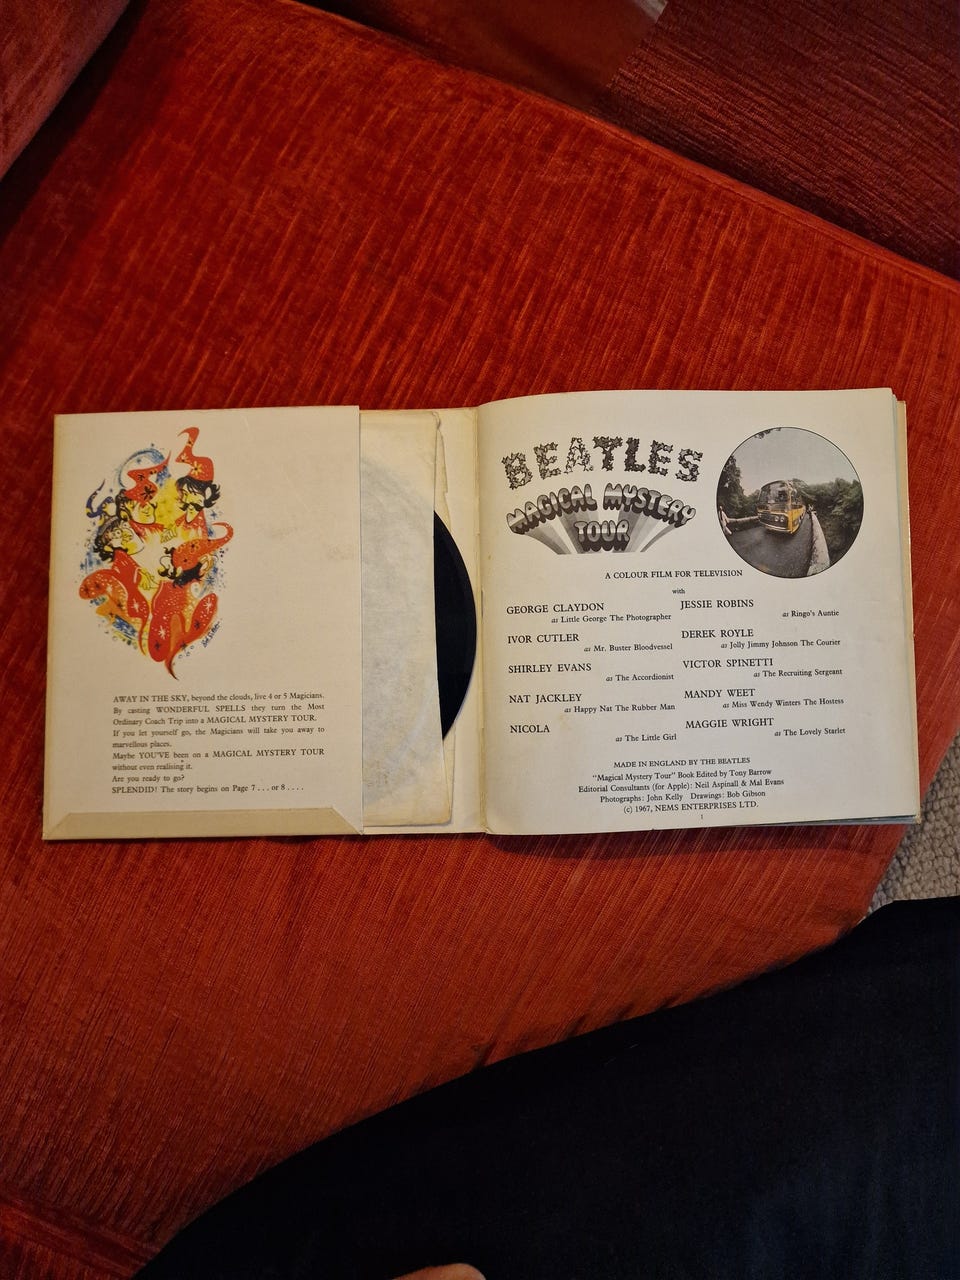 AWAY IN THE SKY, beyond the clouds, live 4 or 5 Magicians.
By casting WONDERFUL SPELLS they turn the Most
Ordinary Coach Trip into a MAGICAL MYSTERY TOUR.
If you let yourself go, the Magicians will take you away to
marvellous places.
Maybe YOU'VE been on a MAGICAL MYSTERY TOUR
without even realising it.
Are you ready to go?
SPLENDID! The story begins on Page 7 . . . or 8 . . . .
BEATLES
MAGICAL MYSTERY
TOUR
A COLOUR FILM FOR TELEVISION
with
GEORGE CLAYDON
as Little George The Photographer
IVOR CUTLER
as Mr. Buster Bloodvessel
SHIRLEY EVANS
as The Accordionist
NAT JACKLEY
as Happy Nat The Rubber Man
NICOLA
as The Little Girl
JESSIE ROBINS
as Ringo's Auntie
DEREK ROYLE
as Jolly Jimmy Johnson The Courier
VICTOR SPINETTI
as The Recruiting Sergeant
MANDY WEET
as Miss Wendy Winters The Hostess
MAGGIE WRIGHT
as The Lovely Starlet
MADE IN ENGLAND BY THE BEATLES
"Magical Mystery Tour" Book Edited by Tony Barrow
Editorial Consultants (for Apple): Neil Aspinall & Mal Evans
Photographs: John Kelly Drawings: Bob Gibson
(c) 1967, NEMS ENTERPRISES LTD.
1